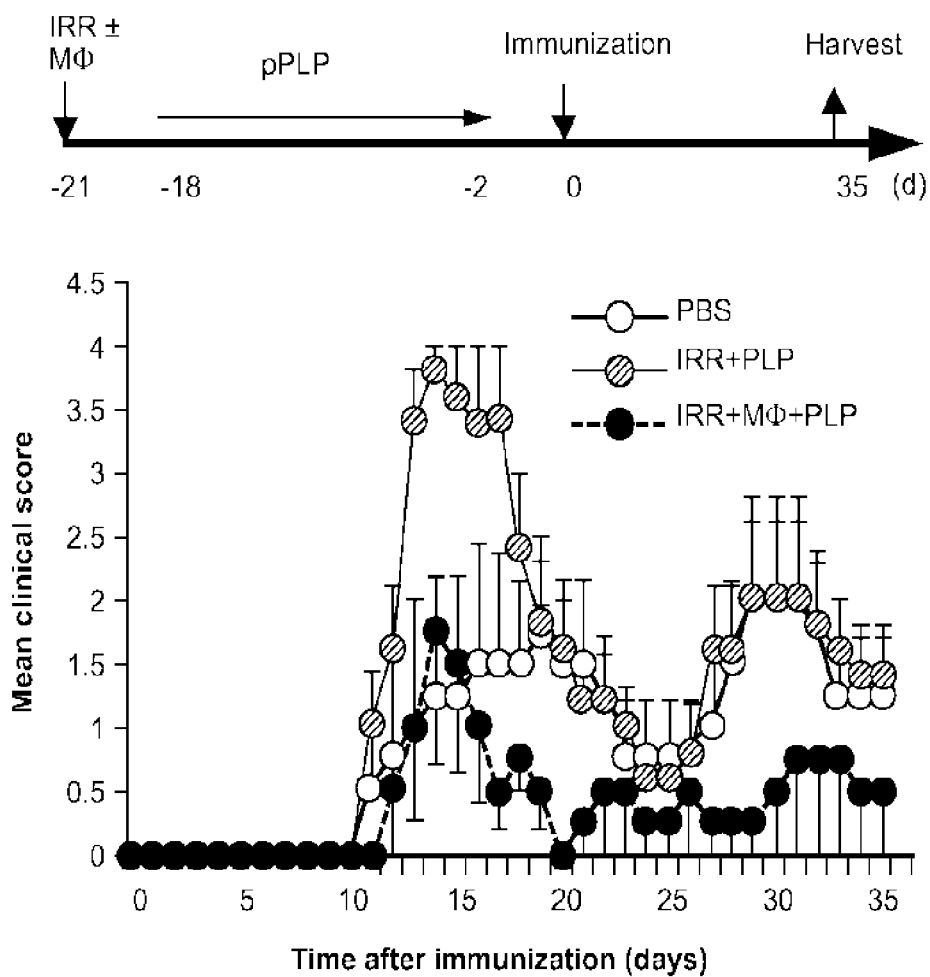 IRR ±
MΦ
pPLP
Immunization
Harvest
-21
-18
-2
0
35
(d)
4.5
4
3.5
3
2.5
2
1.5
1
0.5
0
Mean clinical score
PBS
IRR+PLP
IRR+MΦ+PLP
0
5
10
15
20
25
30
35
Time after immunization (days)